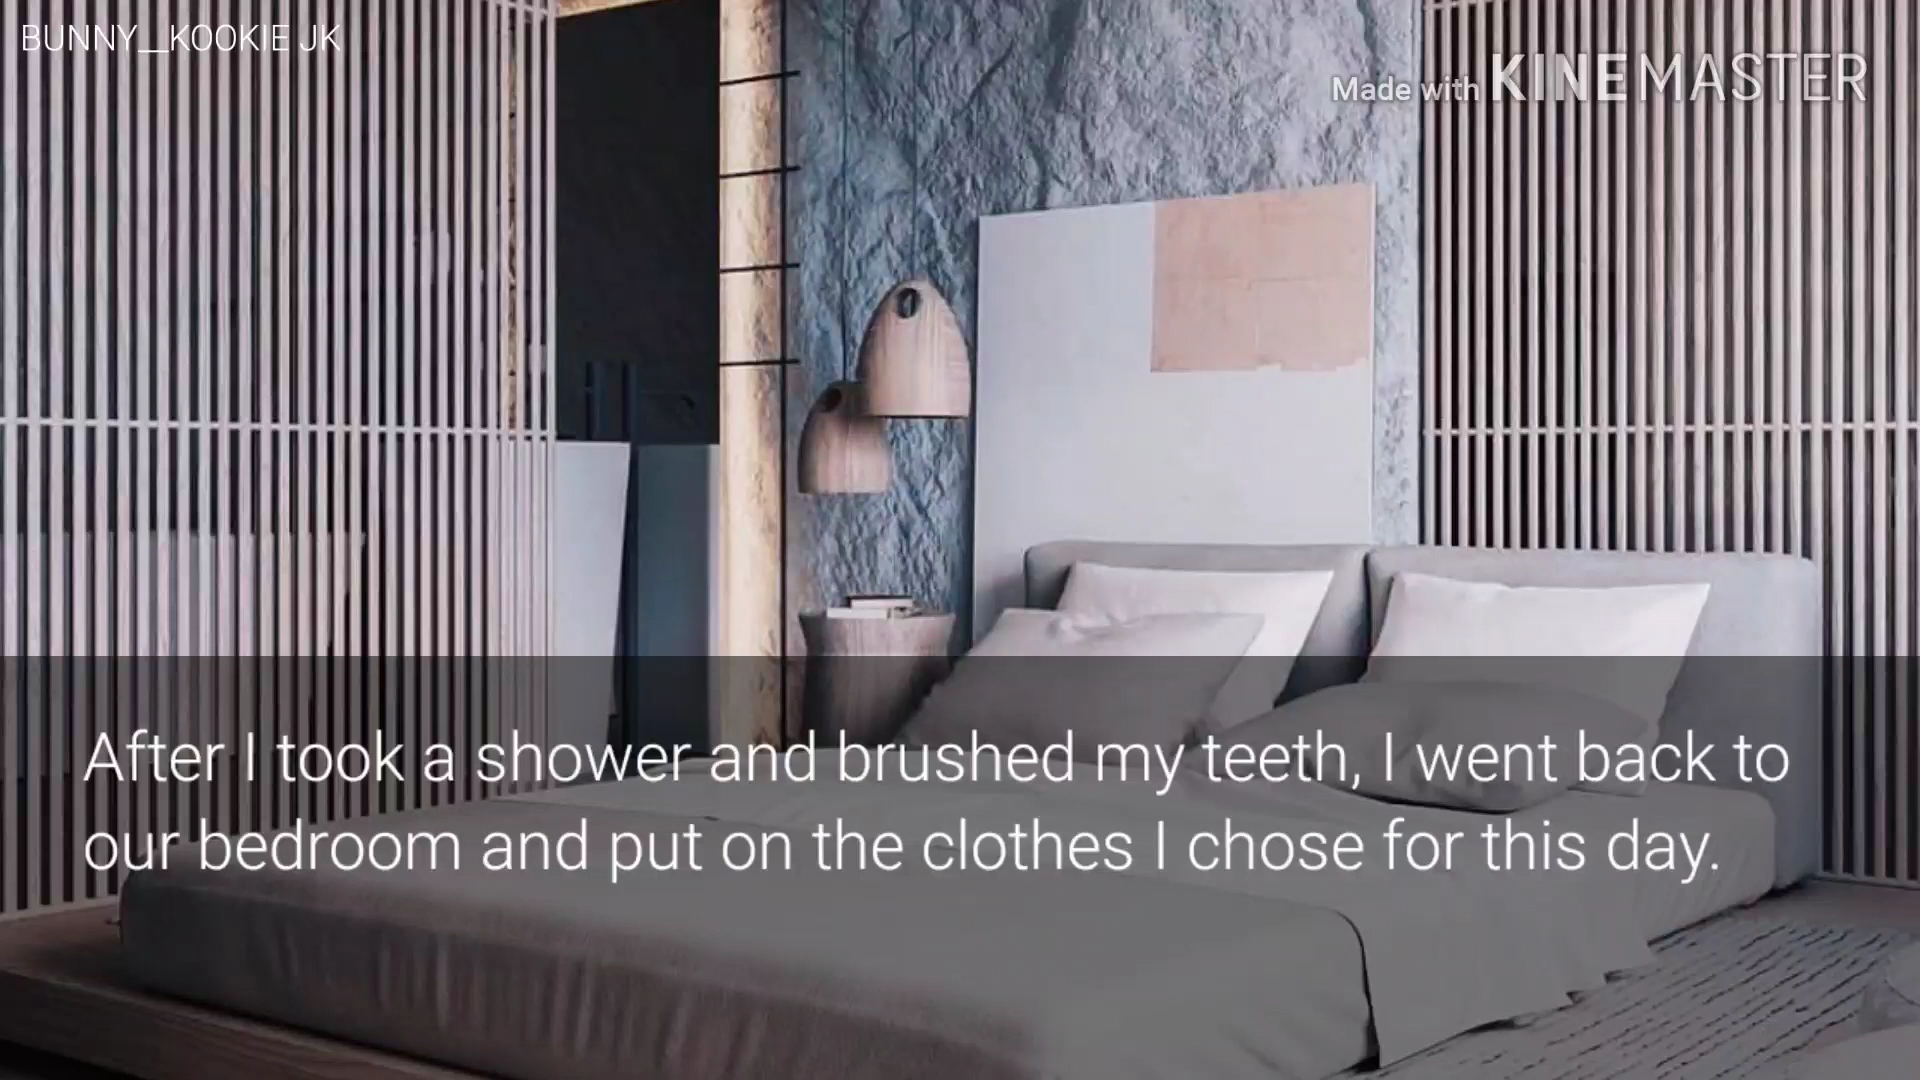 BUNNY__KOOKIE JK
Made with KINEMASTER
After I took a shower and brushed my teeth, I went back to
our bedroom and put on the clothes I chose for this day.